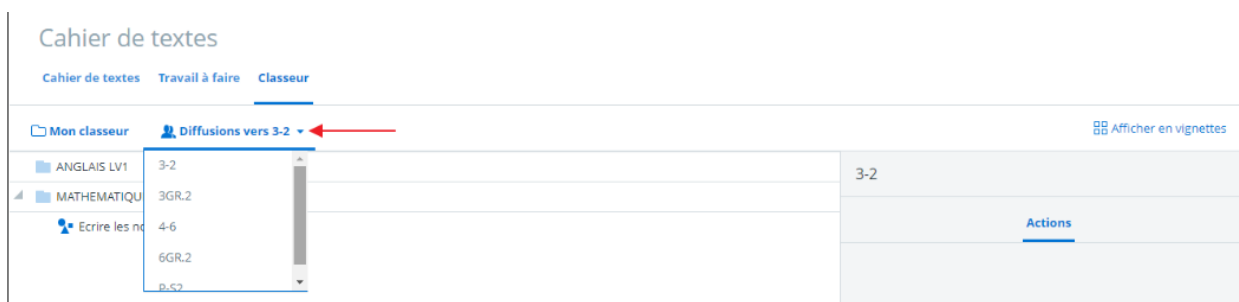 Cahier de textes
Cahier de textes Travail à faire Classeur
Mon classeur Diffusions vers 3-2 Afficher en vignettes
ANGLAIS LV1
MATHEMATIQU
Ecrire les no
3-2
3GR.2
4-6
6GR.2
P-S2
3-2
Actions